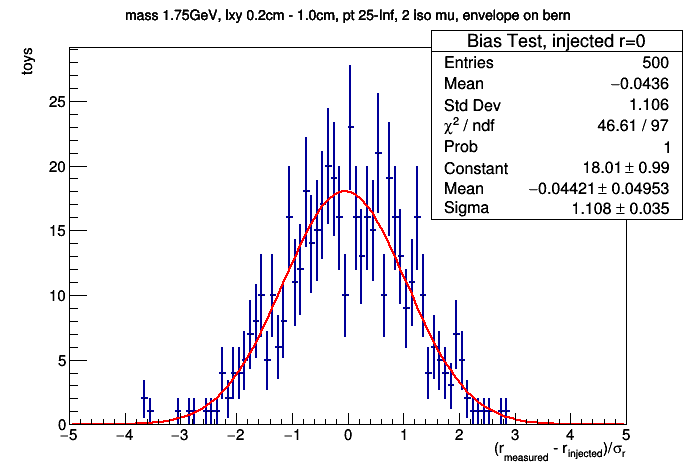 mass 1.75GeV, lxy 0.2cm - 1.0cm, pt 25-Inf, 2 iso mu, envelope on bern
Bias Test, injected r=0
Entries 500
Mean −0.0436
Std Dev 1.106
χ² / ndf 46.61 / 97
Prob 1
Constant 18.01 ± 0.99
Mean −0.04421 ± 0.04953
Sigma 1.108 ± 0.035
toys
25
20
15
10
5
0
−5 −4 −3 −2 −1 0 1 2 3 4 5
(r_measured - r_injected)/σ_r